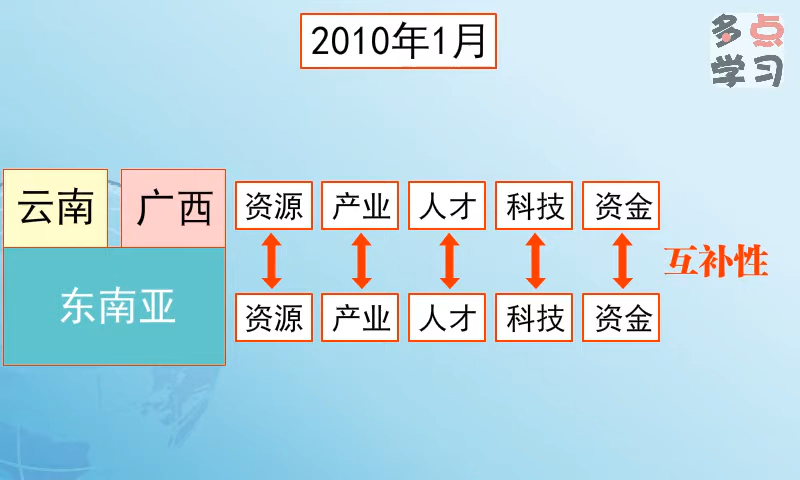 2010年1月
多点
学习
云南 广西 资源 产业 人才 科技 资金
互补性
东南亚 资源 产业 人才 科技 资金